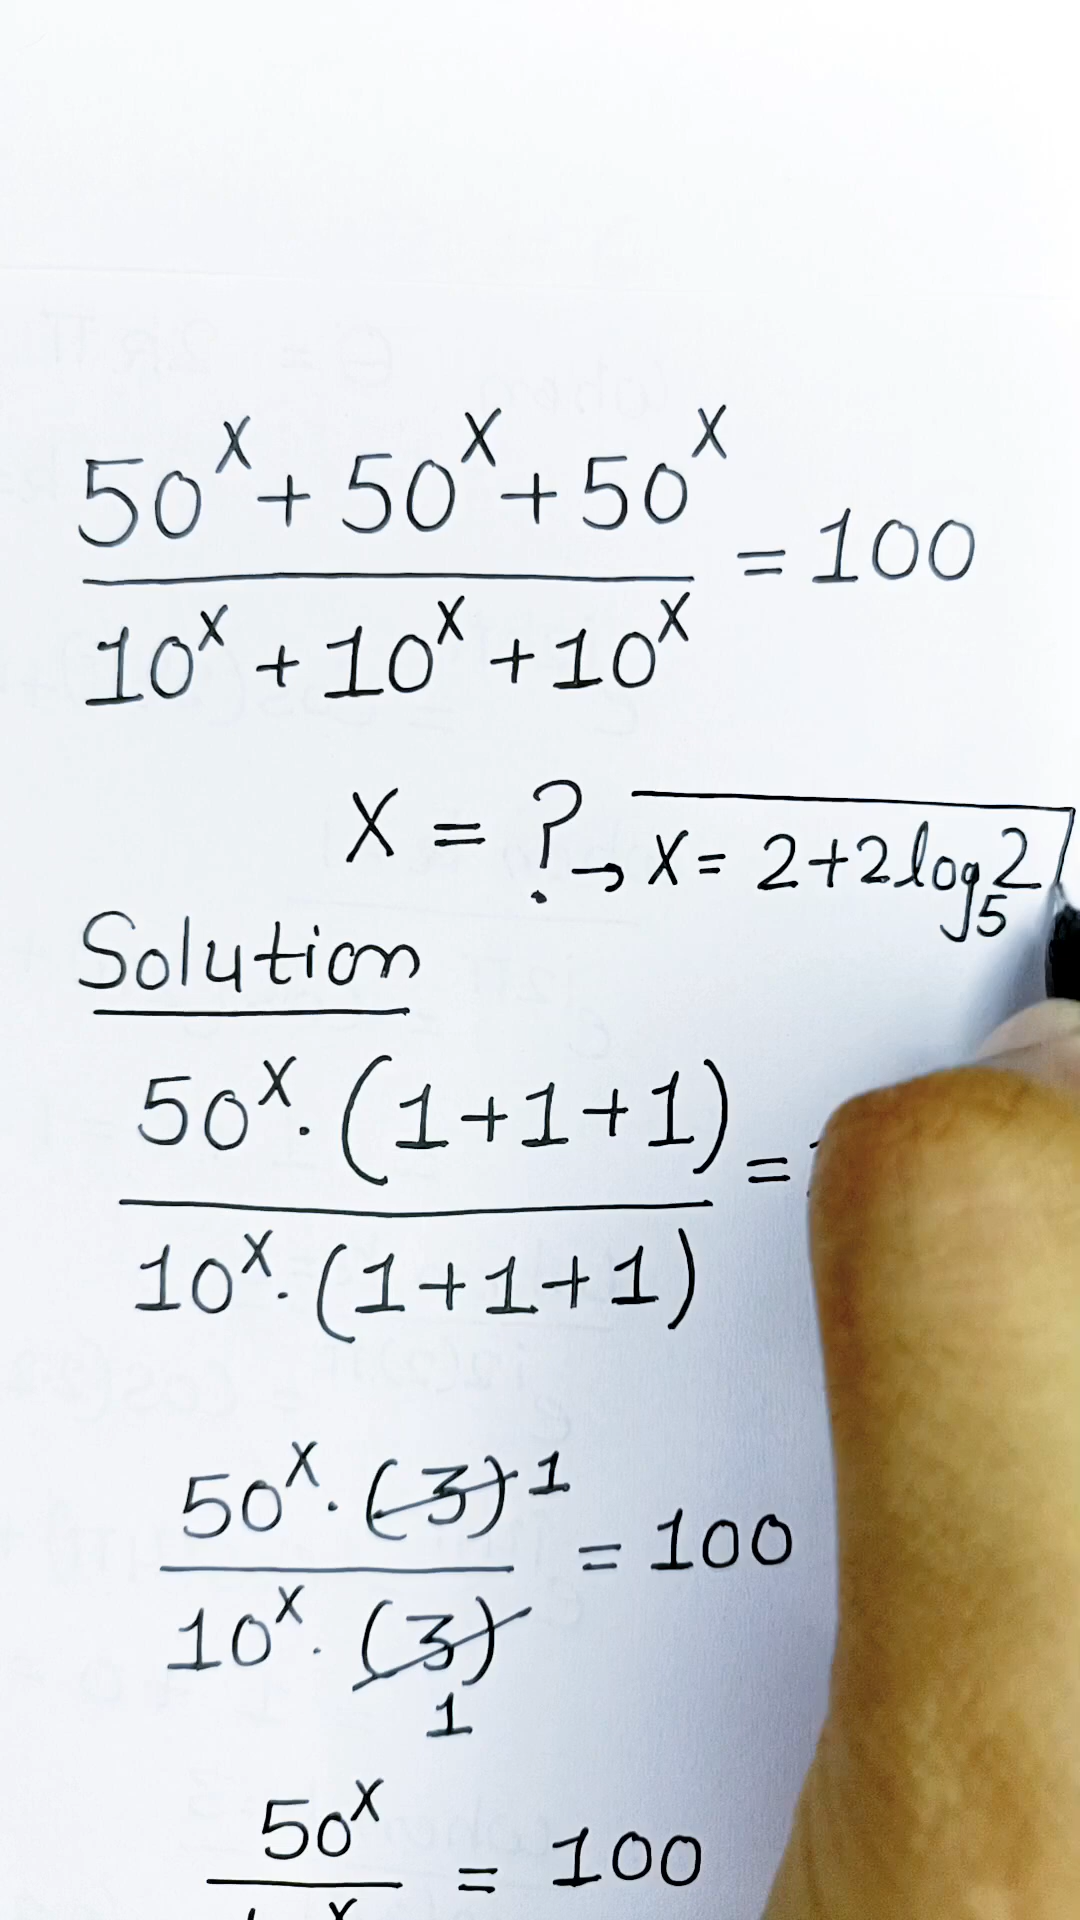 50^x + 50^x + 50^x
10^x + 10^x + 10^x = 100
x = ? → x = 2+2log₅2
Solution
50^x · (1+1+1)
10^x · (1+1+1) =
50^x · (3) 1
10^x · (3) = 100
1
50^x
= 100